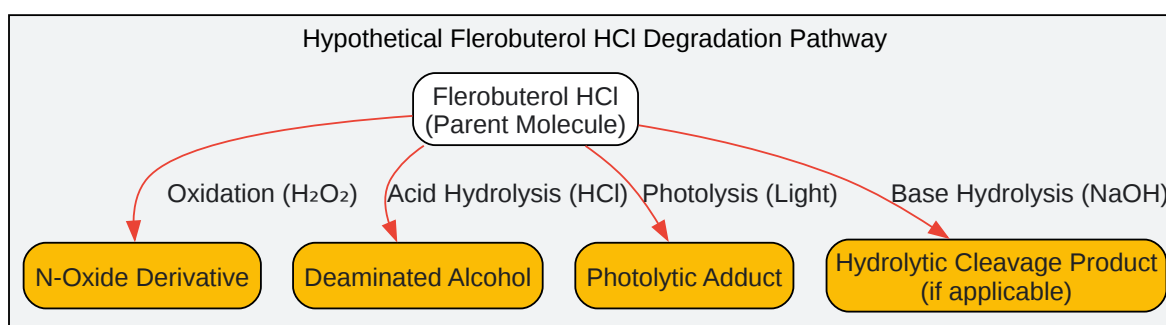 Hypothetical Flerobuterol HCl Degradation Pathway
Flerobuterol HCl
(Parent Molecule)
Oxidation (H₂O₂)
Acid Hydrolysis (HCl)
Photolysis (Light)
Base Hydrolysis (NaOH)
N-Oxide Derivative
Deaminated Alcohol
Photolytic Adduct
Hydrolytic Cleavage Product
(if applicable)